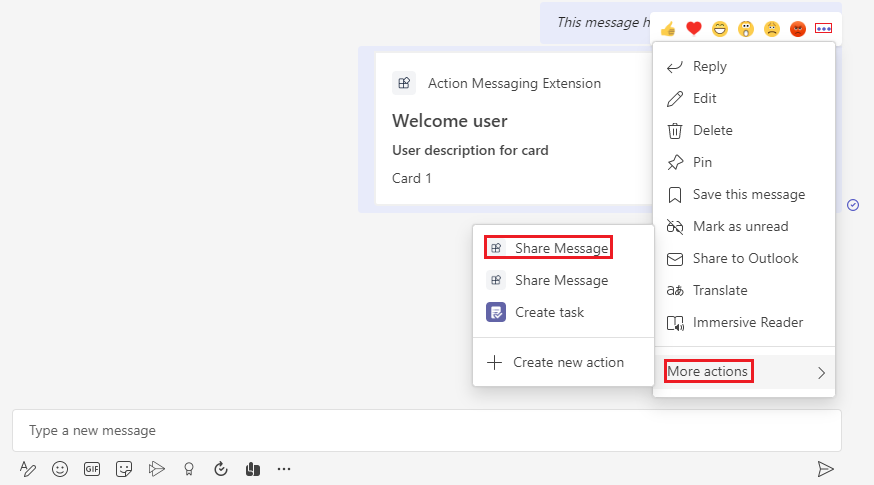 This message h
Action Messaging Extension
Welcome user
User description for card
Card 1
Reply
Edit
Delete
Pin
Save this message
Mark as unread
Share to Outlook
Translate
Immersive Reader
More actions
Share Message
Share Message
Create task
Create new action
Type a new message
GIF